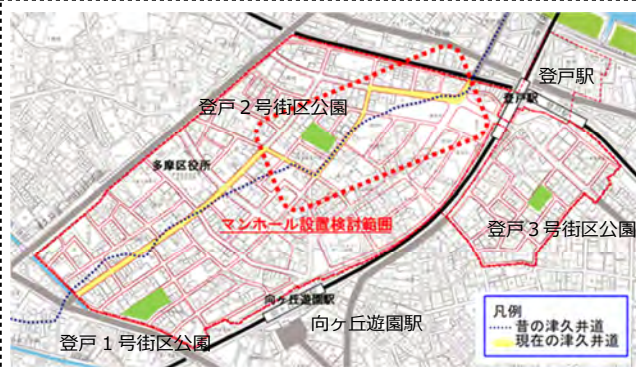 登戸駅
登戸駅
登戸２号街区公園
多摩区役所
マンホール設置検討範囲
登戸３号街区公園
向ヶ丘遊園駅
向ヶ丘遊園駅
登戸１号街区公園
凡例
昔の津久井道
現在の津久井道